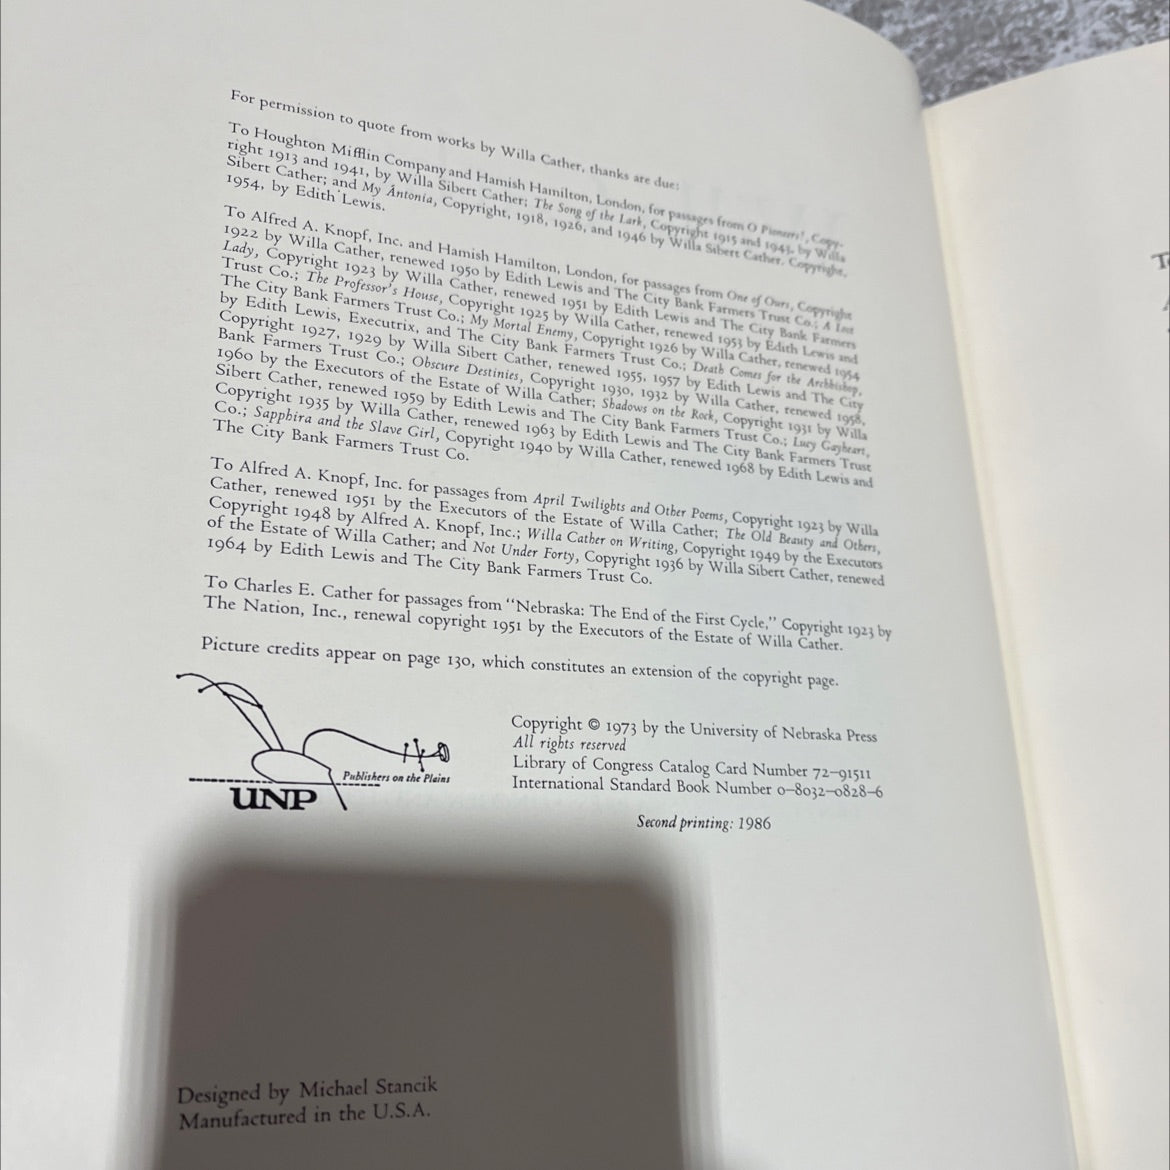 For permission to quote from works by Willa Cather, thanks are due:
To Houghton Mifflin Company and Hamish Hamilton, London, for passages from O Pioneers!, Copy-
right 1913 and 1941, by Willa Sibert Cather; The Song of the Lark, Copyright 1915 and 1943, by Willa
Sibert Cather; and My Ántonia, Copyright, 1918, 1926, and 1946 by Willa Sibert Cather. Copyright,
1954, by Edith Lewis.
To Alfred A. Knopf, Inc. and Hamish Hamilton, London, for passages from One of Ours, Copyright
1922 by Willa Cather, renewed 1950 by Edith Lewis and The City Bank Farmers Trust Co.; A Lost
Lady, Copyright 1923 by Willa Cather, renewed 1951 by Edith Lewis and The City Bank Farmers
Trust Co.; The Professor's House, Copyright 1925 by Willa Cather, renewed 1953 by Edith Lewis and
The City Bank Farmers Trust Co.; My Mortal Enemy, Copyright 1926 by Willa Cather, renewed 1954
by Edith Lewis, Executrix, and The City Bank Farmers Trust Co.; Death Comes for the Archbishop,
Copyright 1927, 1929 by Willa Sibert Cather, renewed 1955, 1957 by Edith Lewis and The City
Bank Farmers Trust Co.; Obscure Destinies, Copyright 1930, 1932 by Willa Cather, renewed 1958,
1960 by the Executors of the Estate of Willa Cather; Shadows on the Rock, Copyright 1931 by Willa
Sibert Cather, renewed 1959 by Edith Lewis and The City Bank Farmers Trust Co.; Lucy Gayheart,
Copyright 1935 by Willa Cather, renewed 1963 by Edith Lewis and The City Bank Farmers Trust
Co.; Sapphira and the Slave Girl, Copyright 1940 by Willa Cather, renewed 1968 by Edith Lewis and
The City Bank Farmers Trust Co.
To Alfred A. Knopf, Inc. for passages from April Twilights and Other Poems, Copyright 1923 by Willa
Cather, renewed 1951 by the Executors of the Estate of Willa Cather; The Old Beauty and Others,
Copyright 1948 by Alfred A. Knopf, Inc.; Willa Cather on Writing, Copyright 1949 by the Executors
of the Estate of Willa Cather; and Not Under Forty, Copyright 1936 by Willa Sibert Cather, renewed
1964 by Edith Lewis and The City Bank Farmers Trust Co.
To Charles E. Cather for passages from "Nebraska: The End of the First Cycle," Copyright 1923 by
The Nation, Inc., renewal copyright 1951 by the Executors of the Estate of Willa Cather.
Picture credits appear on page 130, which constitutes an extension of the copyright page.
Publishers on the Plains
UNP
Copyright © 1973 by the University of Nebraska Press
All rights reserved
Library of Congress Catalog Card Number 72–91511
International Standard Book Number 0–8032–0828–6
Second printing: 1986
Designed by Michael Stancik
Manufactured in the U.S.A.